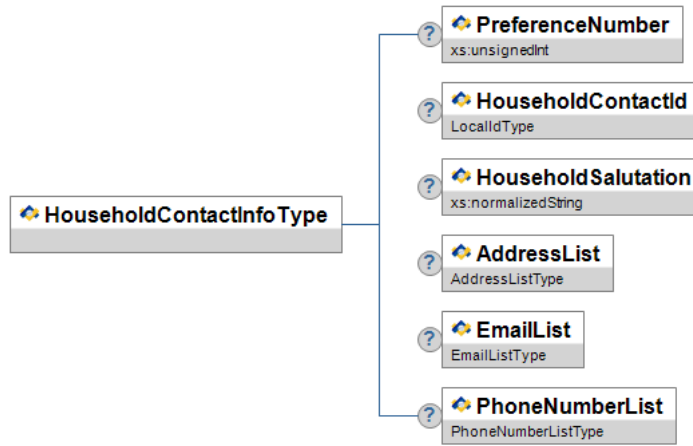 ?
PreferenceNumber
xs:unsignedInt
?
HouseholdContactId
LocalIdType
?
HouseholdSalutation
xs:normalizedString
HouseholdContactInfoType
?
AddressList
AddressListType
?
EmailList
EmailListType
?
PhoneNumberList
PhoneNumberListType